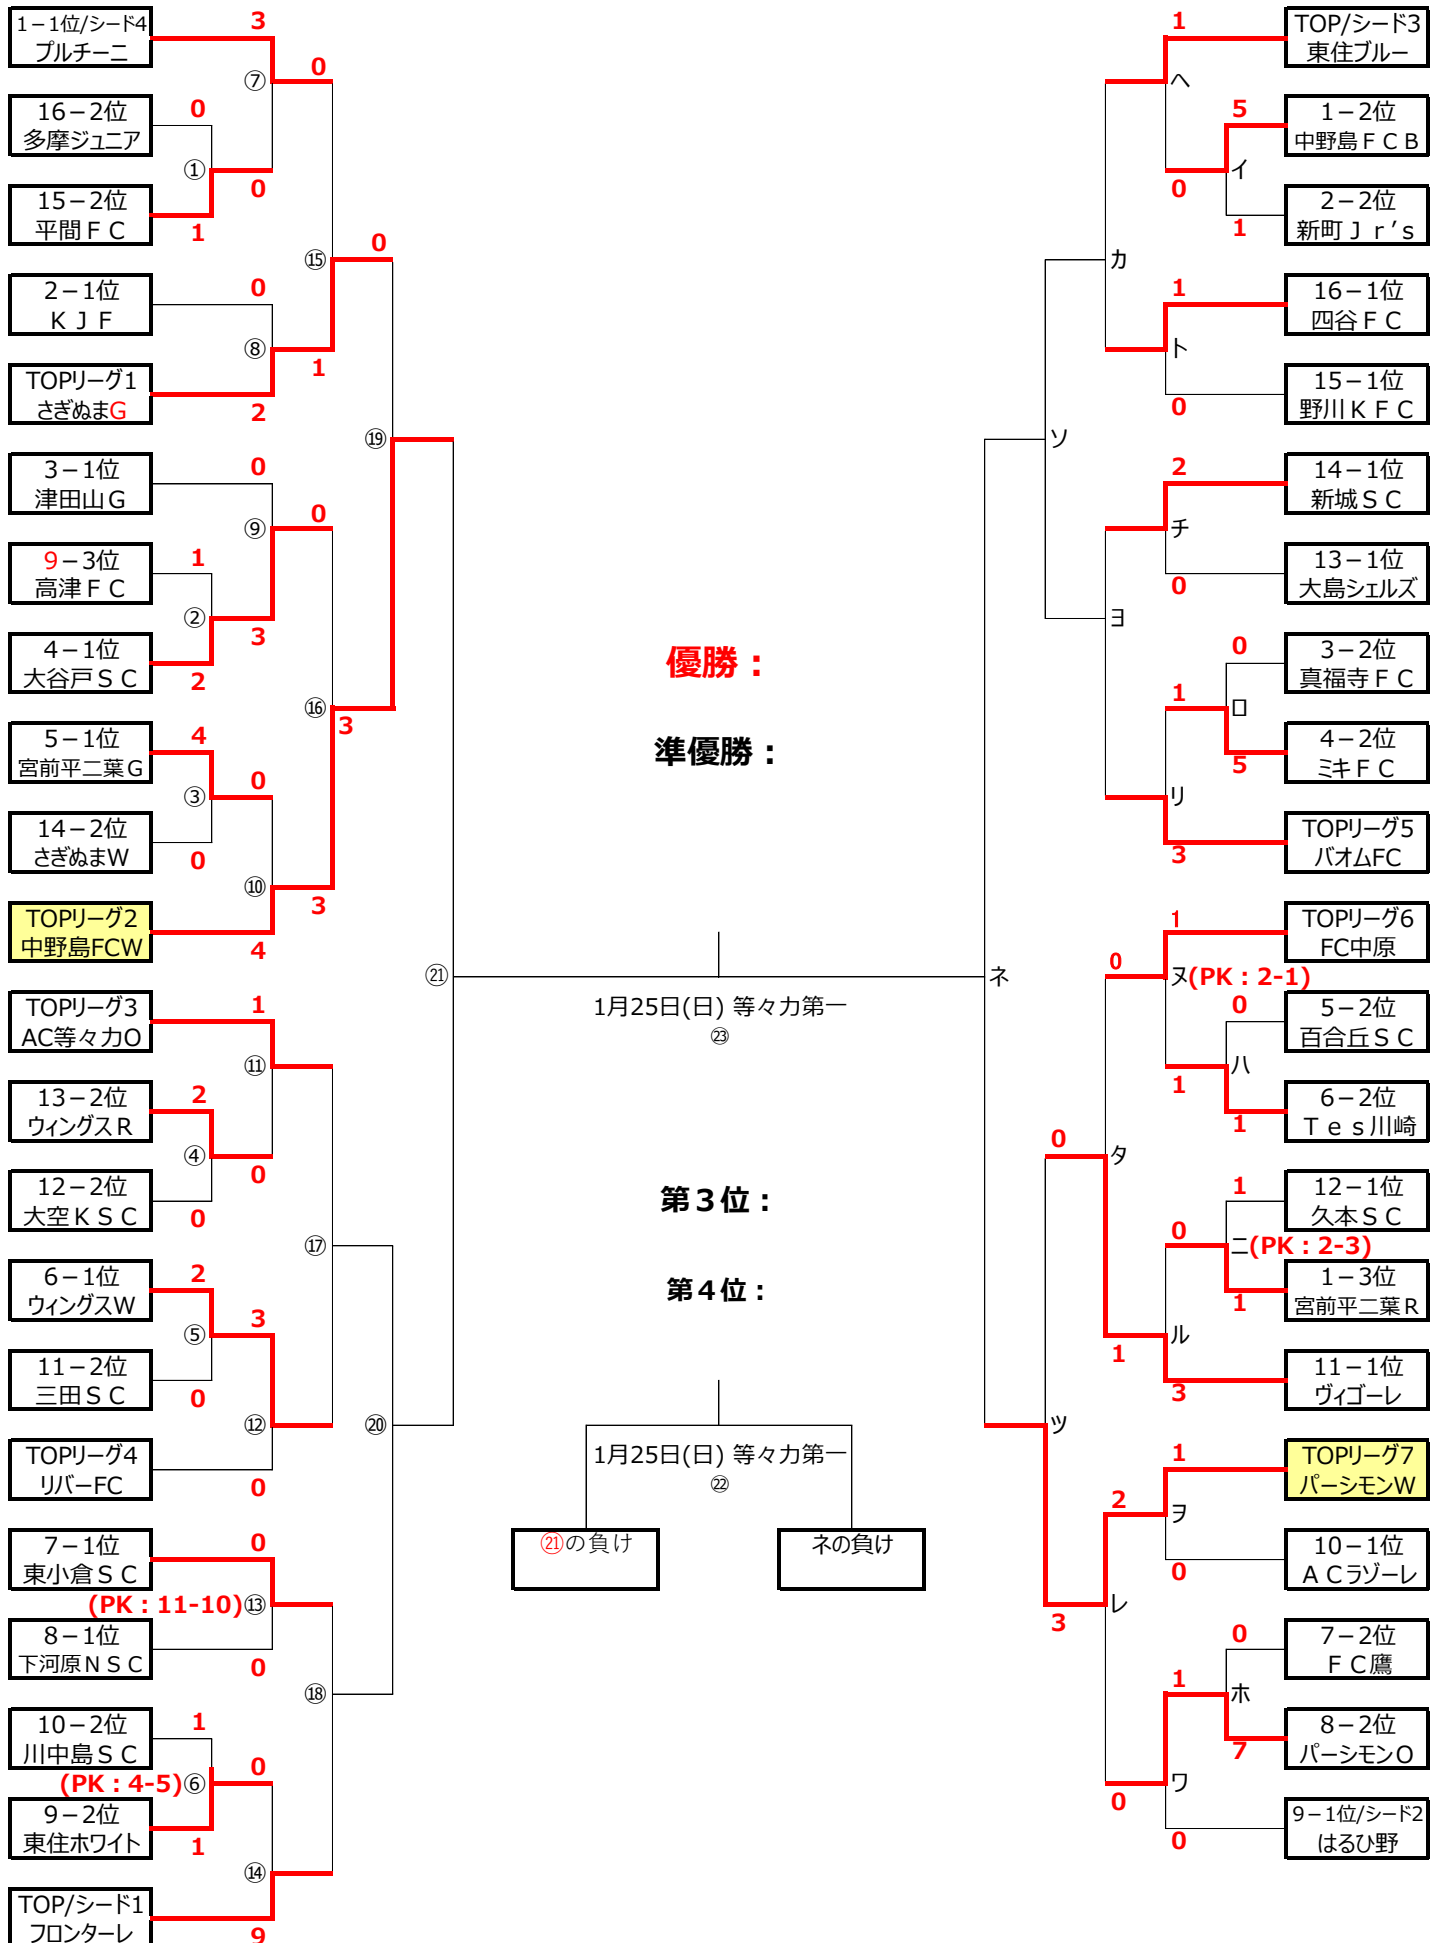 1－1位/シード4
プルチーニ
3
⑦
0
16－2位
多摩ジュニア
0
①
0
15－2位
平間ＦＣ
1
⑮
0
2－1位
ＫＪＦ
0
⑧
1
TOPリーグ1
さぎぬまG
2
⑲
3－1位
津田山Ｇ
0
⑨
0
9－3位
高津ＦＣ
1
②
3
4－1位
大谷戸ＳＣ
2
⑯
3
5－1位
宮前平二葉Ｇ
4
③
0
14－2位
さぎぬまW
0
⑩
3
TOPリーグ2
中野島FCW
4
㉑
TOPリーグ3
AC等々力O
1
⑪
13－2位
ウィングスＲ
2
④
0
12－2位
大空ＫＳＣ
0
⑰
6－1位
ウィングスW
2
⑤
3
11－2位
三田ＳＣ
0
⑫
⑳
TOPリーグ4
リバーFC
0
7－1位
東小倉ＳＣ
0
(PK：11-10)⑬
8－1位
下河原ＮＳＣ
0
⑱
10－2位
川中島ＳＣ
1
(PK：4-5)⑥
0
9－2位
東住ホワイト
1
⑭
TOP/シード1
フロンターレ
9
優勝：
準優勝：
1月25日(日) 等々力第一
㉓
第３位：
第４位：
1月25日(日) 等々力第一
㉒
㉑の負け
ネの負け
1
TOP/シード3
東住ブルー
ヘ
5
1－2位
中野島ＦＣＢ
イ
0
2－2位
新町Ｊｒ’ｓ
1
カ
1
16－1位
四谷ＦＣ
ト
15－1位
野川ＫＦＣ
0
ソ
2
14－1位
新城ＳＣ
チ
13－1位
大島シェルズ
0
ヨ
0
3－2位
真福寺ＦＣ
1
ロ
4－2位
ミキＦＣ
5
リ
TOPリーグ5
バオムFC
3
1
TOPリーグ6
FC中原
0
ヌ(PK：2-1)
ネ
0
5－2位
百合丘ＳＣ
ハ
1
6－2位
Ｔｅｓ川崎
1
0
タ
1
12－1位
久本ＳＣ
0
ニ(PK：2-3)
1－3位
宮前平二葉Ｒ
1
ル
1
11－1位
ヴィゴーレ
3
ツ
1
TOPリーグ7
パーシモンW
2
ヲ
10－1位
ＡＣラゾーレ
0
レ
3
0
7－2位
ＦＣ鷹
1
ホ
8－2位
パーシモンＯ
7
ワ
0
9－1位/シード2
はるひ野
0